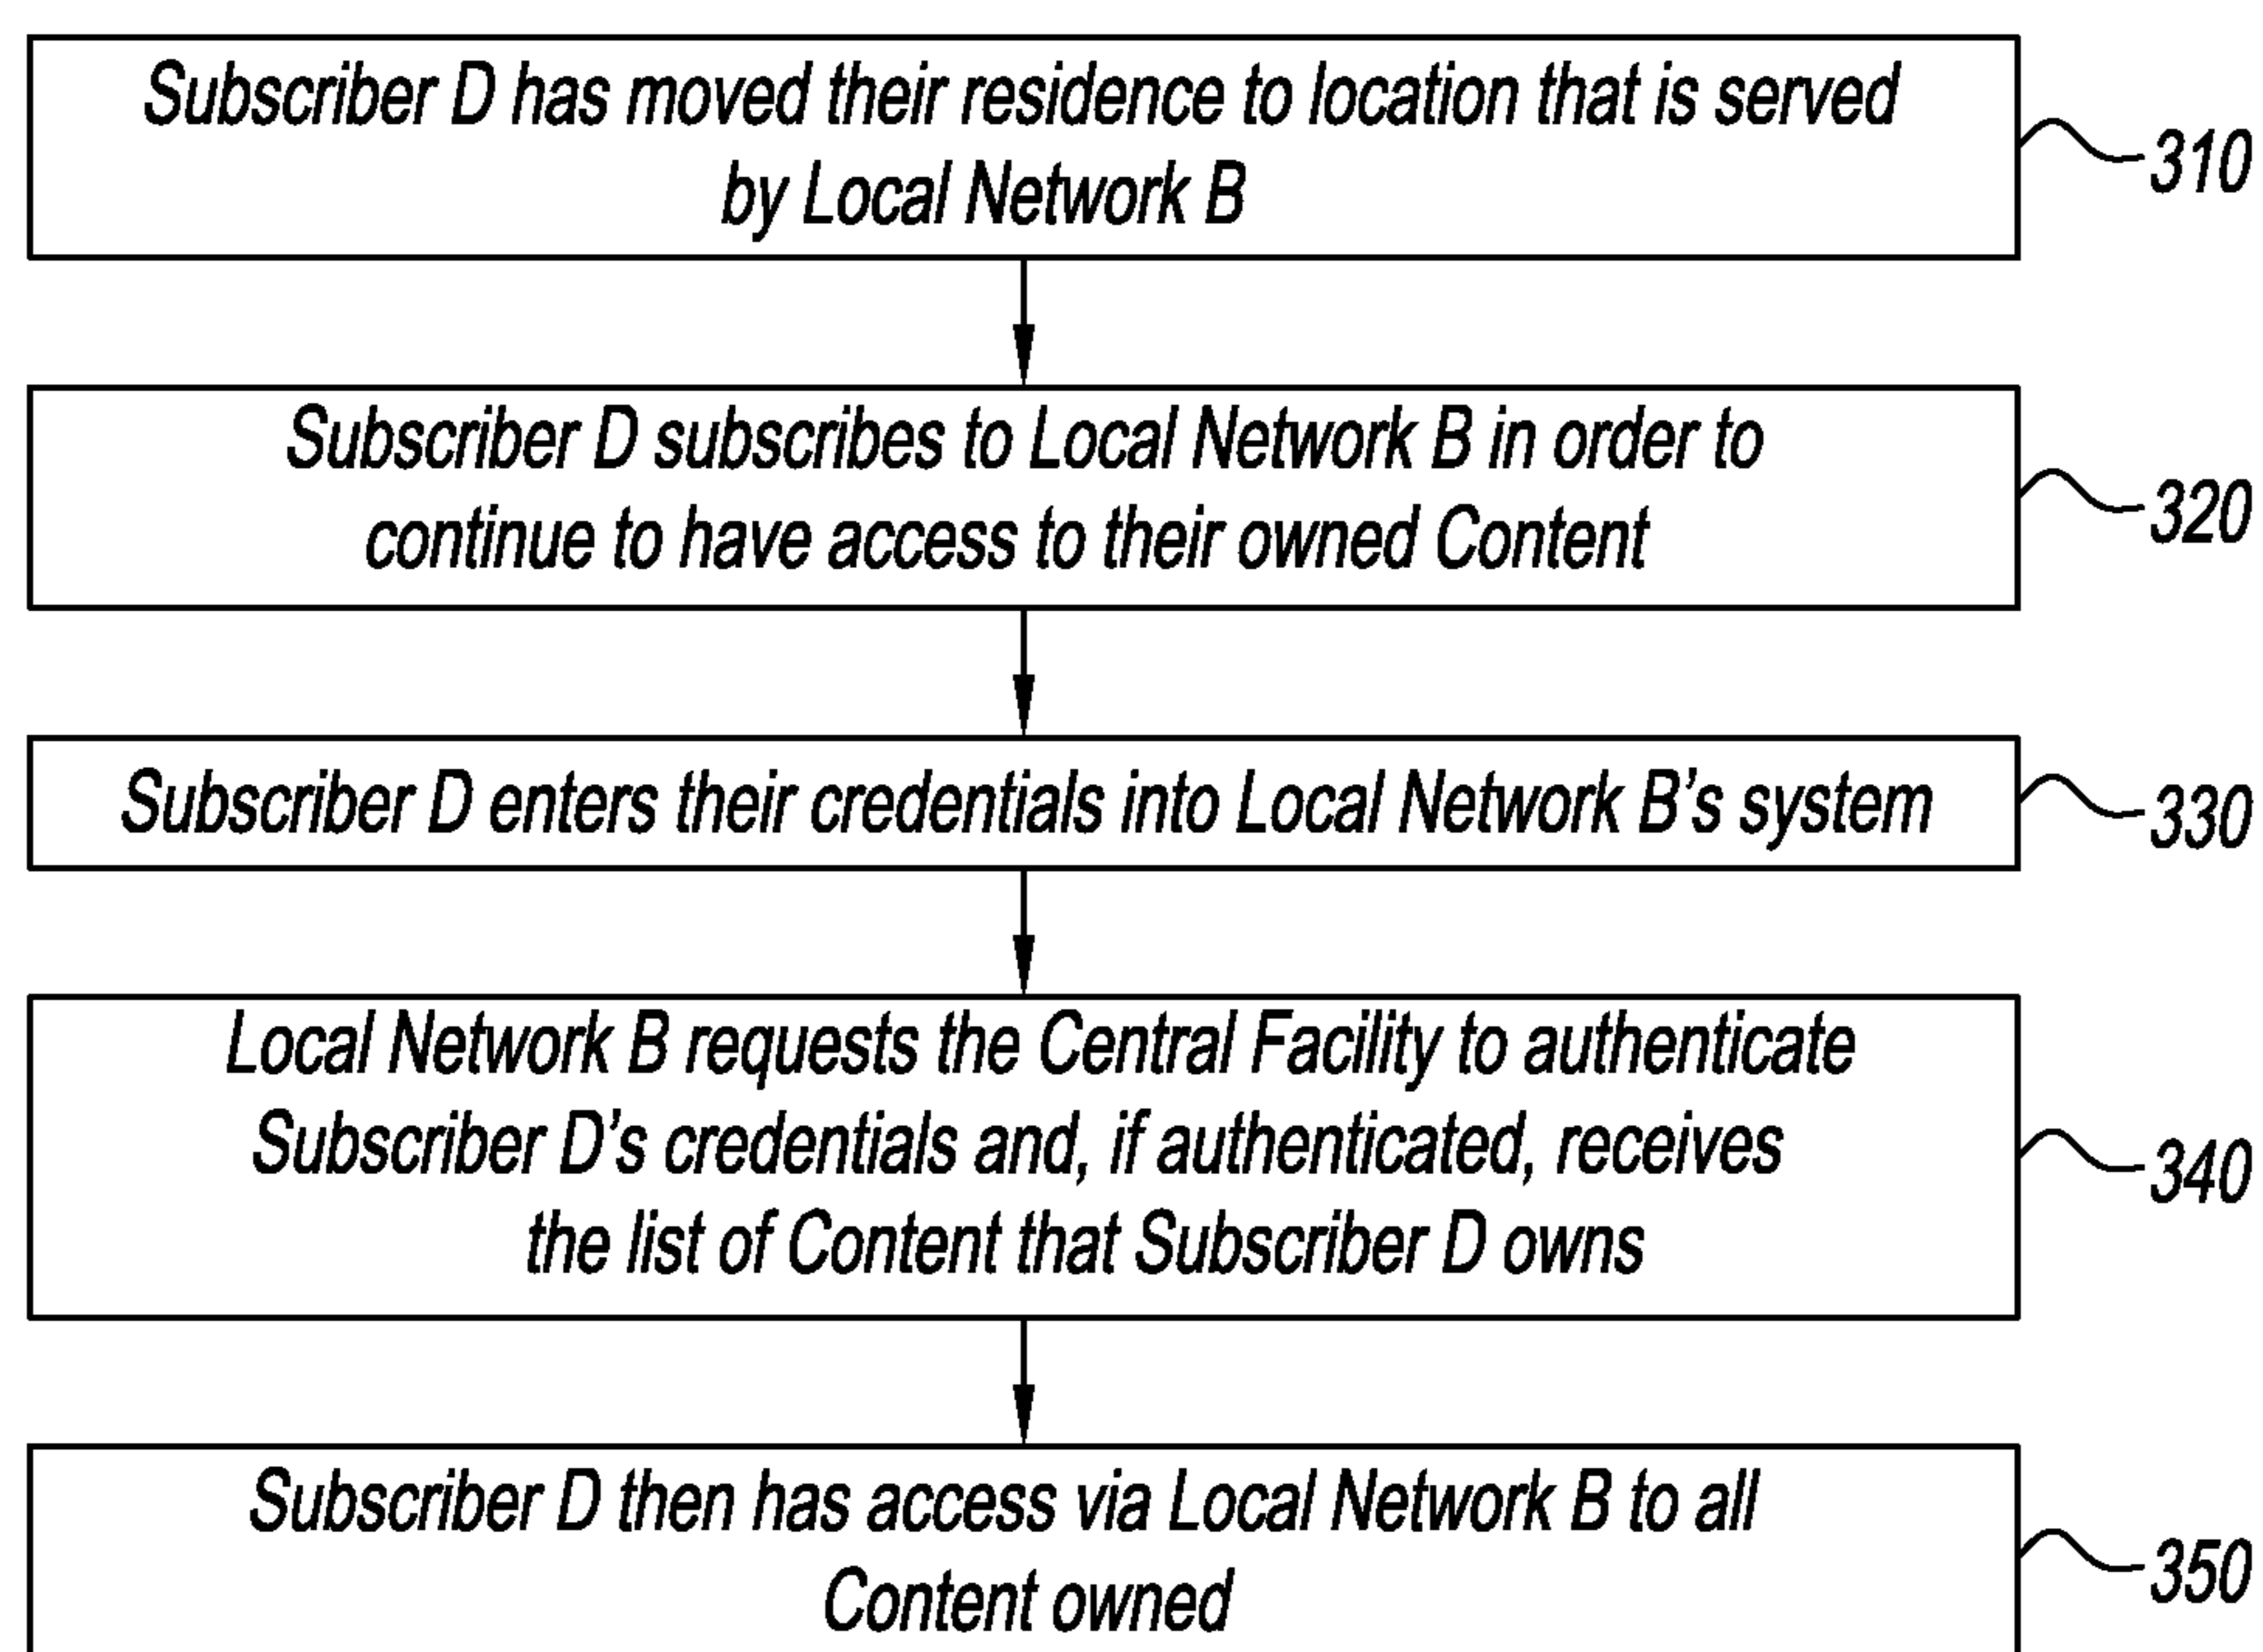 Subscriber D has moved their residence to location that is served
by Local Network B
310
Subscriber D subscribes to Local Network B in order to
continue to have access to their owned Content
320
Subscriber D enters their credentials into Local Network B's system
330
Local Network B requests the Central Facility to authenticate
Subscriber D's credentials and, if authenticated, receives
the list of Content that Subscriber D owns
340
Subscriber D then has access via Local Network B to all
Content owned
350